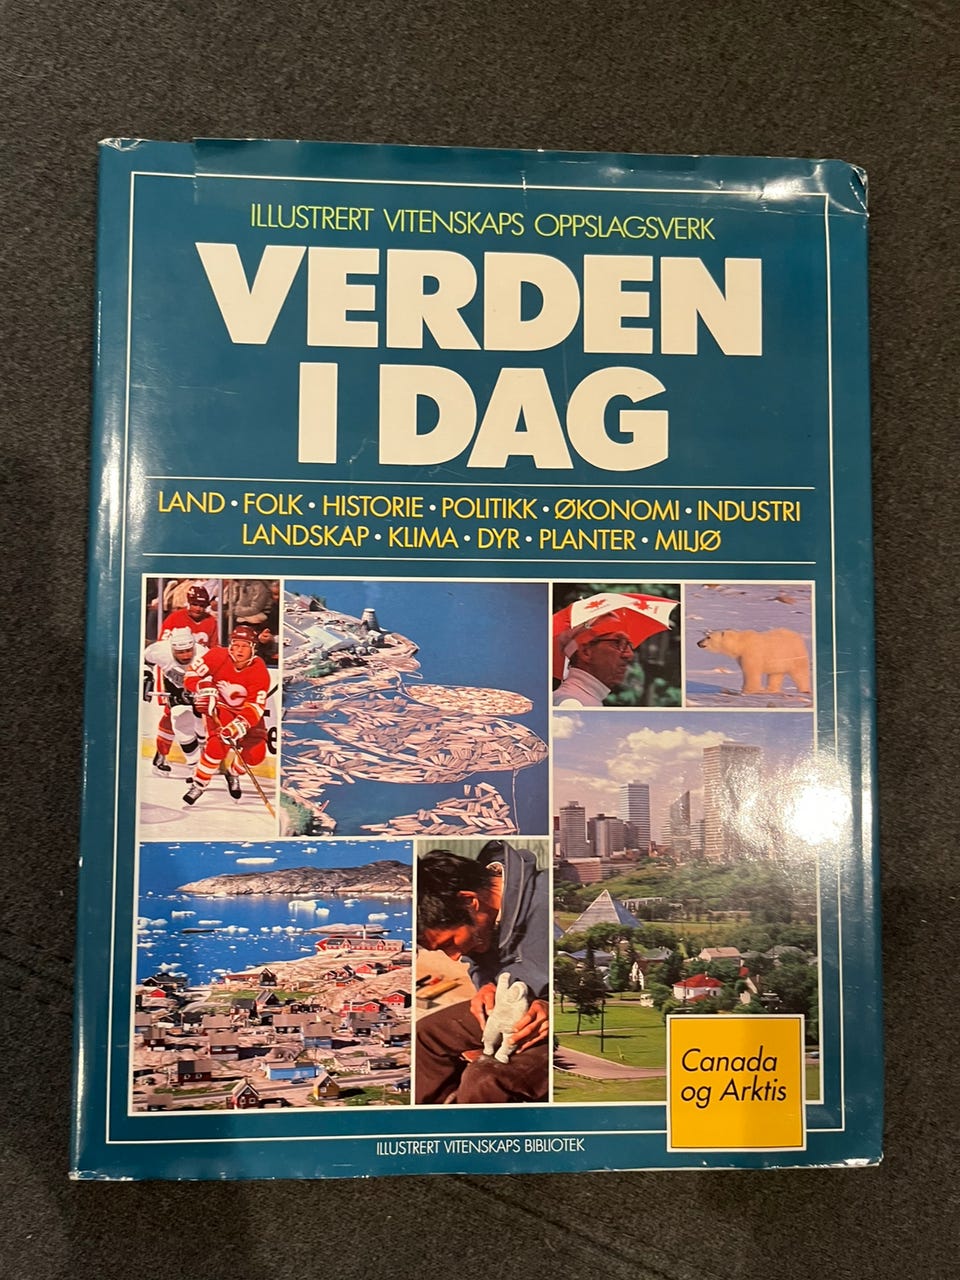 ILLUSTRERT VITENSKAPS OPPSLAGSVERK
VERDEN
I DAG
LAND • FOLK • HISTORIE • POLITIKK • ØKONOMI • INDUSTRI
LANDSKAP • KLIMA • DYR • PLANTER • MILJØ
Canada
og Arktis
ILLUSTRERT VITENSKAPS BIBLIOTEK